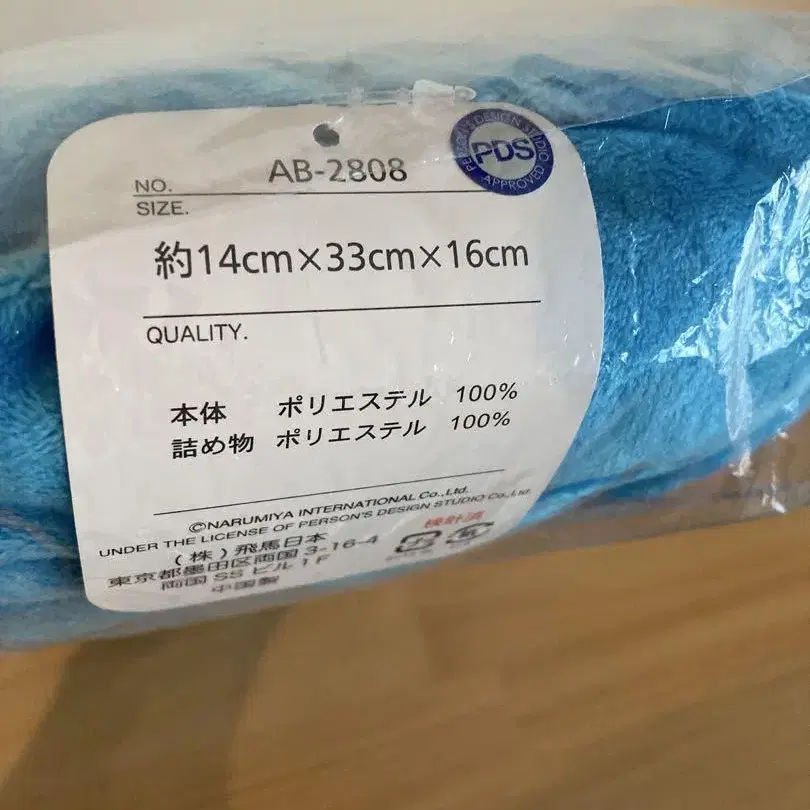 NO. AB-2808
SIZE.
約14cm×33cm×16cm
QUALITY.
本体 ポリエステル 100%
詰め物 ポリエステル 100%
©NARUMIYA INTERNATIONAL Co.,Ltd.
UNDER THE LICENSE OF PERSON'S DESIGN STUDIO Co.,Ltd.
(株)飛馬日本
東京都墨田区両国 3-16-4
両国 SS ビル 1F
中国製
検針済
PERSON'S DESIGN STUDIO
PDS
APPROVED